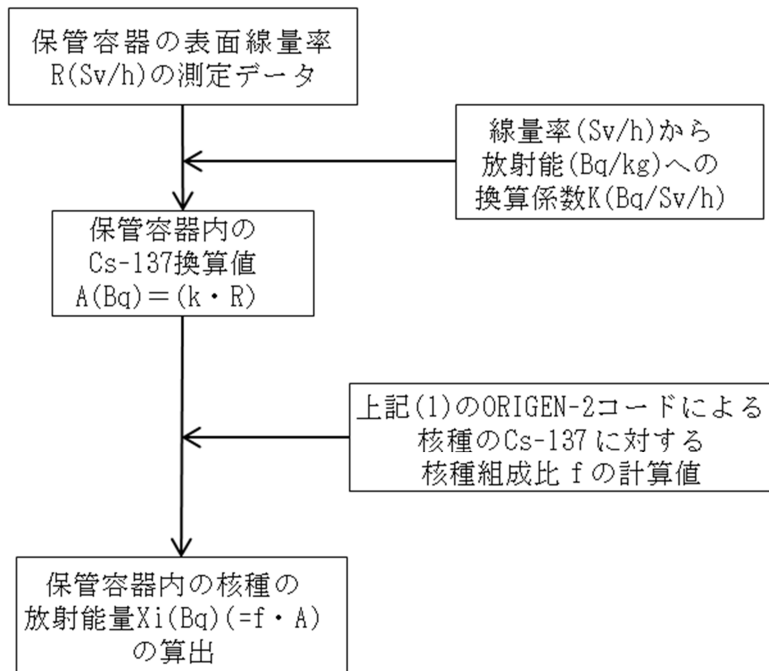 保管容器の表面線量率
R(Sv/h)の測定データ
線量率(Sv/h)から
放射能(Bq/kg)への
換算係数K(Bq/Sv/h)
保管容器内の
Cs-137換算値
A(Bq)＝(k・R)
上記(1)のORIGEN-2コードによる
核種のCs-137に対する
核種組成比 f の計算値
保管容器内の核種の
放射能量Xi(Bq)(=f・A)
の算出